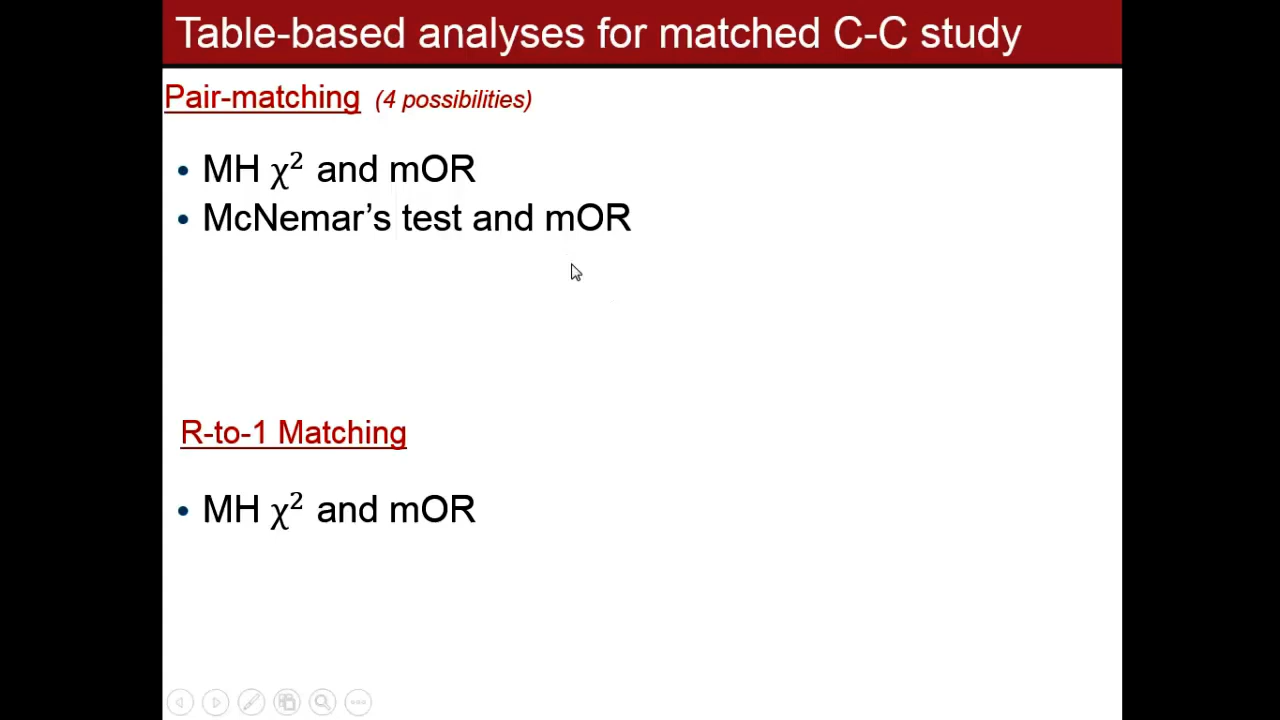 Table-based analyses for matched C-C study
Pair-matching (4 possibilities)
• MH χ² and mOR
• McNemar’s test and mOR
R-to-1 Matching
• MH χ² and mOR